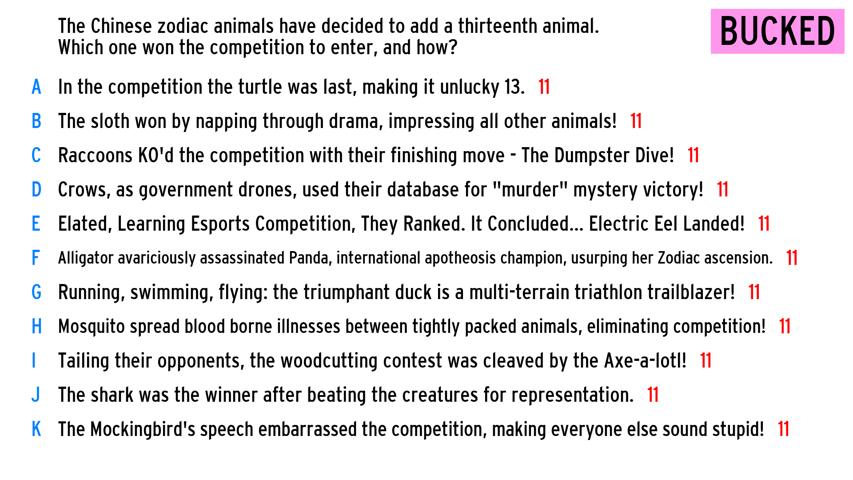 The Chinese zodiac animals have decided to add a thirteenth animal.
Which one won the competition to enter, and how?
BUCKED
A In the competition the turtle was last, making it unlucky 13. 11
B The sloth won by napping through drama, impressing all other animals! 11
C Raccoons KO'd the competition with their finishing move - The Dumpster Dive! 11
D Crows, as government drones, used their database for "murder" mystery victory! 11
E Elated, Learning Esports Competition, They Ranked. It Concluded... Electric Eel Landed! 11
F Alligator avariciously assassinated Panda, international apotheosis champion, usurping her Zodiac ascension. 11
G Running, swimming, flying: the triumphant duck is a multi-terrain triathlon trailblazer! 11
H Mosquito spread blood borne illnesses between tightly packed animals, eliminating competition! 11
I Tailing their opponents, the woodcutting contest was cleaved by the Axe-a-lotl! 11
J The shark was the winner after beating the creatures for representation. 11
K The Mockingbird's speech embarrassed the competition, making everyone else sound stupid! 11